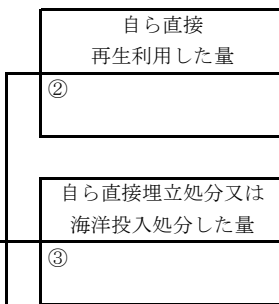 自ら直接
再生利用した量
②
自ら直接埋立処分又は
海洋投入処分した量
③